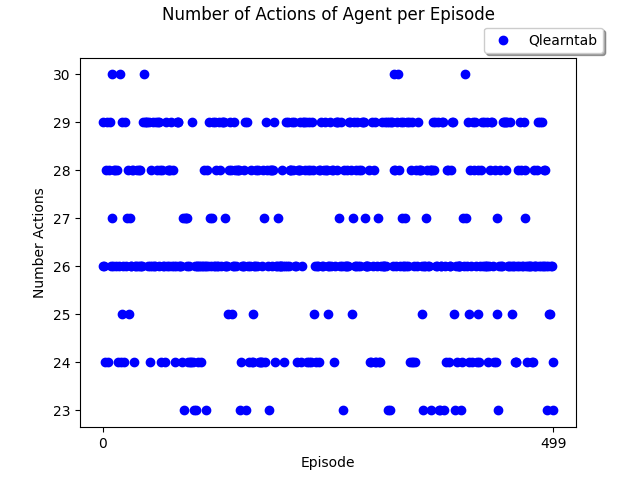 Number of Actions of Agent per Episode
Qlearntab
30
29
28
27
26
25
24
23
Number Actions
0
499
Episode